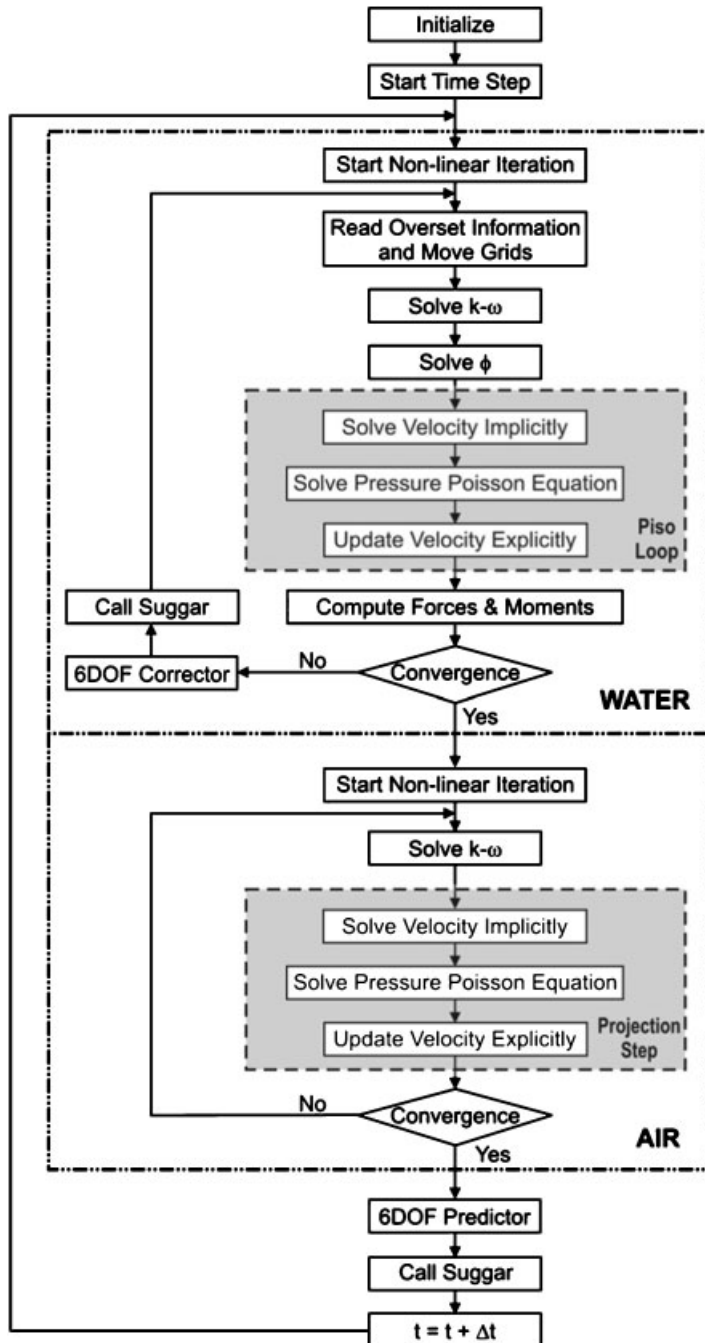 Initialize
Start Time Step
Start Non-linear Iteration
Read Overset Information
and Move Grids
Solve k-ω
Solve ϕ
Solve Velocity Implicitly
Solve Pressure Poisson Equation
Update Velocity Explicitly
Piso
Loop
Call Suggar
Compute Forces & Moments
6DOF Corrector
No
Convergence
WATER
Yes
Start Non-linear Iteration
Solve k-ω
Solve Velocity Implicitly
Solve Pressure Poisson Equation
Update Velocity Explicitly
Projection
Step
No
Convergence
AIR
Yes
6DOF Predictor
Call Suggar
t = t + Δt